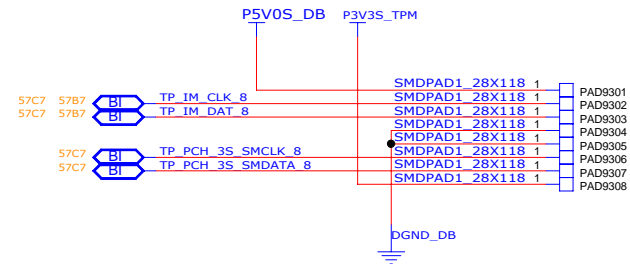 P5V0S_DB P3V3S_TPM
SMDPAD1_28X118 1 PAD9301
57C7 57B7 BI TP_IM_CLK_8 SMDPAD1_28X118 1 PAD9302
57C7 57B7 BI TP_IM_DAT_8 SMDPAD1_28X118 1 PAD9303
SMDPAD1_28X118 1 PAD9304
SMDPAD1_28X118 1 PAD9305
57C7 BI TP_PCH_3S_SMCLK_8 SMDPAD1_28X118 1 PAD9306
57C7 BI TP_PCH_3S_SMDATA_8 SMDPAD1_28X118 1 PAD9307
SMDPAD1_28X118 1 PAD9308
DGND_DB